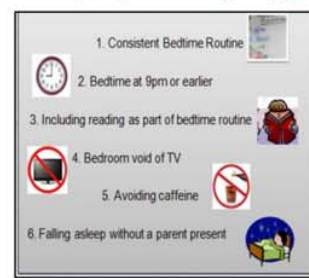 1. Consistent Bedtime Routine
2. Bedtime at 9pm or earlier
3. Including reading as part of bedtime routine
4. Bedroom void of TV
5. Avoiding caffeine
6. Falling asleep without a parent present